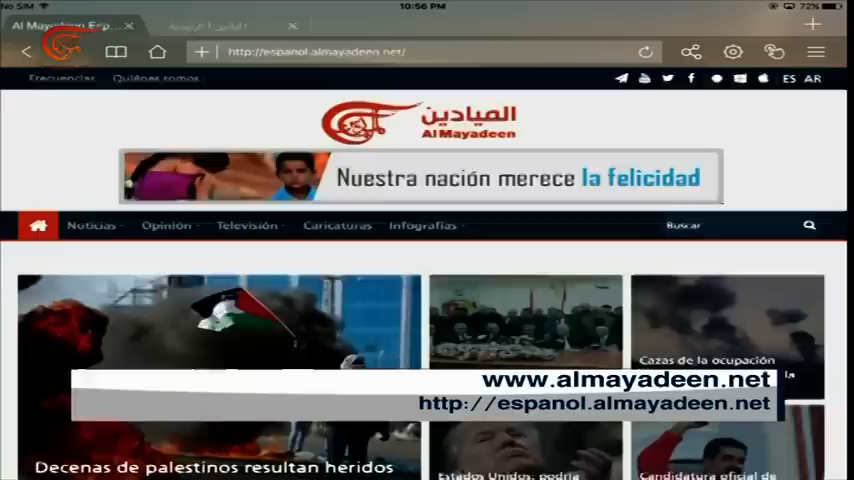 No SIM
10:56 PM
72%
Al Mayadeen Esp...
http://espanol.almayadeen.net/
Frecuencias
Quiénes somos
ES AR
الميادين
Al Mayadeen
Nuestra nación merece la felicidad
Noticias
Opinión
Televisión
Caricaturas
Infografías
Buscar
Cazas de la ocupación
la
www.almayadeen.net
http://espanol.almayadeen.net
Decenas de palestinos resultan heridos
Estados Unidos: podría
Candidatura oficial de